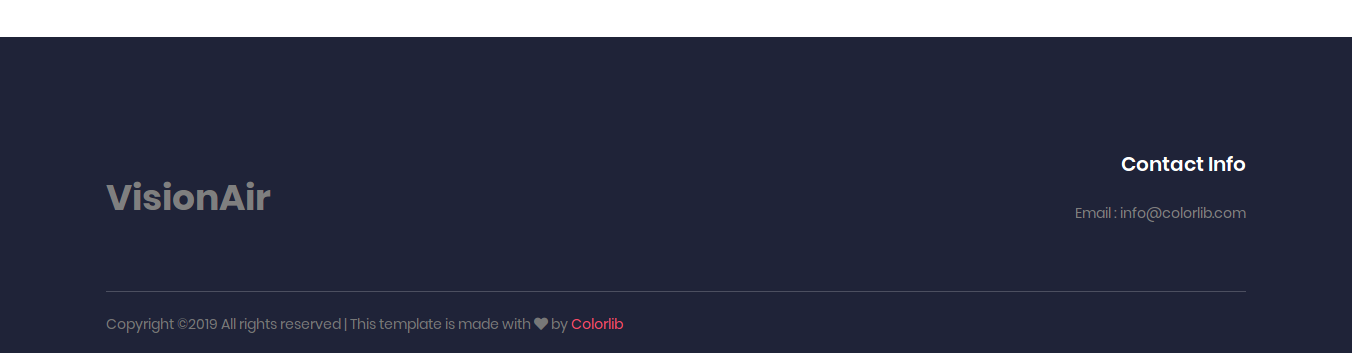 VisionAir
Contact Info
Email : info@colorlib.com
Copyright ©2019 All rights reserved | This template is made with ♥ by Colorlib